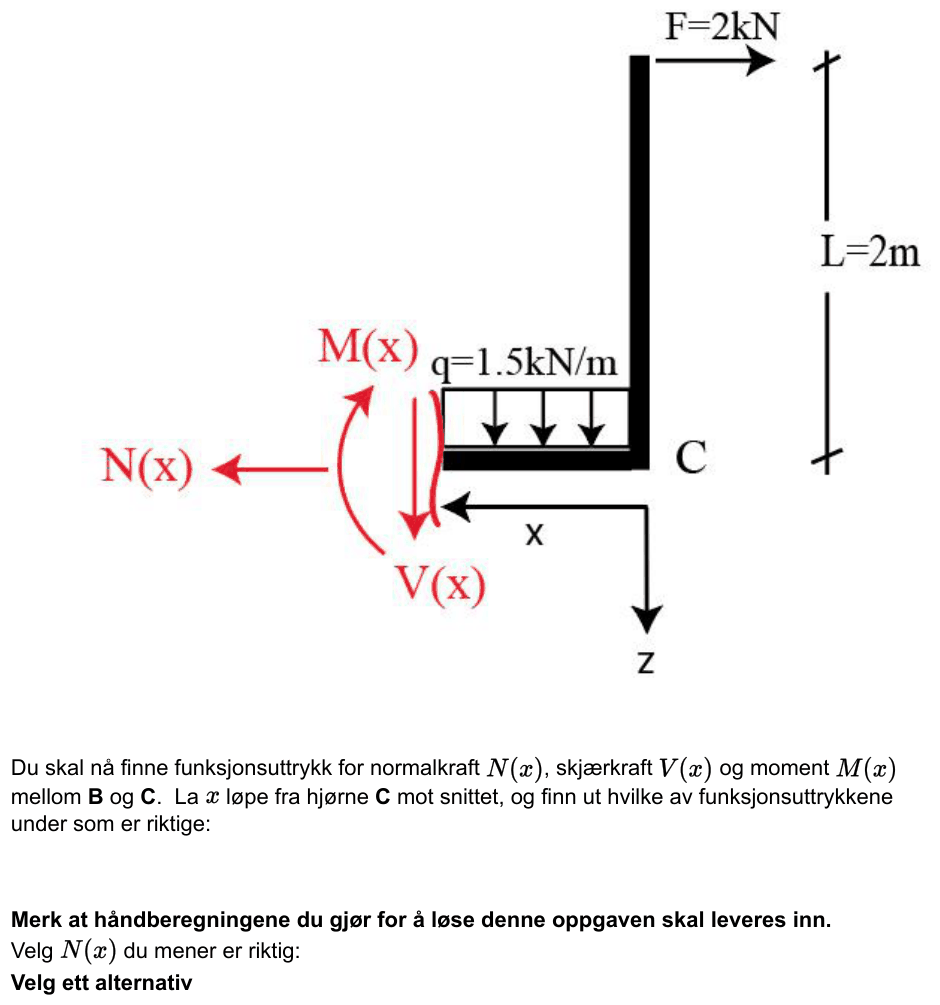 F=2kN
L=2m
M(x)
q=1.5kN/m
N(x)
C
x
V(x)
z
Du skal nå finne funksjonsuttrykk for normalkraft N(x), skjærkraft V(x) og moment M(x)
mellom B og C. La x løpe fra hjørne C mot snittet, og finn ut hvilke av funksjonsuttrykkene
under som er riktige:
Merk at håndberegningene du gjør for å løse denne oppgaven skal leveres inn.
Velg N(x) du mener er riktig:
Velg ett alternativ